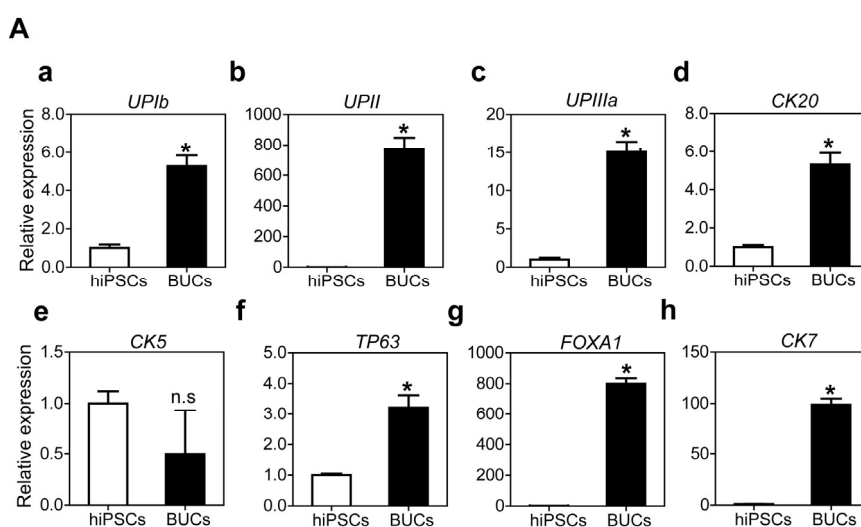 A
a b c d
UPIb UPII UPIIIa CK20
Relative expression
8.0 6.0 4.0 2.0 0.0
*
hiPSCs BUCs
1000 800 600 400 200 0
*
hiPSCs BUCs
20 15 10 5 0
*
hiPSCs BUCs
8.0 6.0 4.0 2.0 0.0
*
hiPSCs BUCs
e f g h
CK5 TP63 FOXA1 CK7
Relative expression
1.5 1.0 0.5 0.0
n.s
hiPSCs BUCs
5.0 4.0 3.0 2.0 1.0 0.0
*
hiPSCs BUCs
1000 800 600 400 200 0
*
hiPSCs BUCs
150 100 50 0
*
hiPSCs BUCs